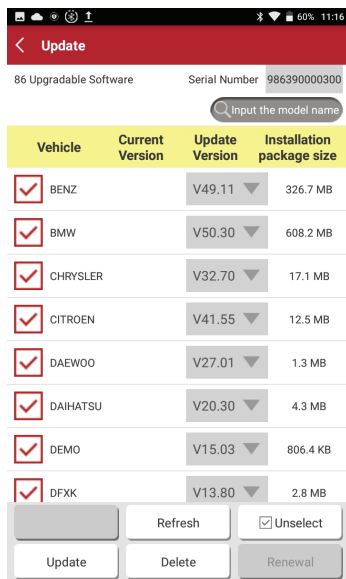 60% 11:16
Update
86 Upgradable Software Serial Number 986390000300
Input the model name
Vehicle Current Version Update Version Installation package size
BENZ V49.11 326.7 MB
BMW V50.30 608.2 MB
CHRYSLER V32.70 17.1 MB
CITROEN V41.55 12.5 MB
DAEWOO V27.01 1.3 MB
DAIHATSU V20.30 4.3 MB
DEMO V15.03 806.4 KB
DFXK V13.80 2.8 MB
Refresh Unselect
Update Delete Renewal